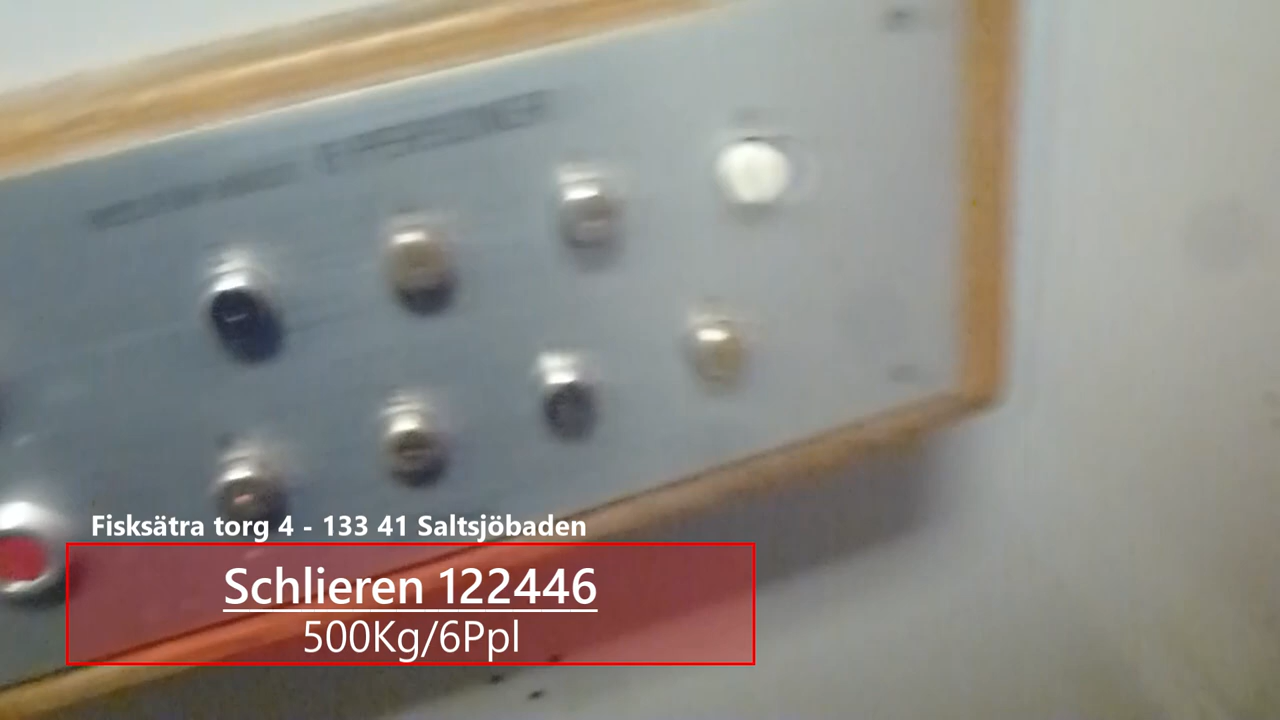 Fisksätra torg 4 - 133 41 Saltsjöbaden
Schlieren 122446
500Kg/6Ppl